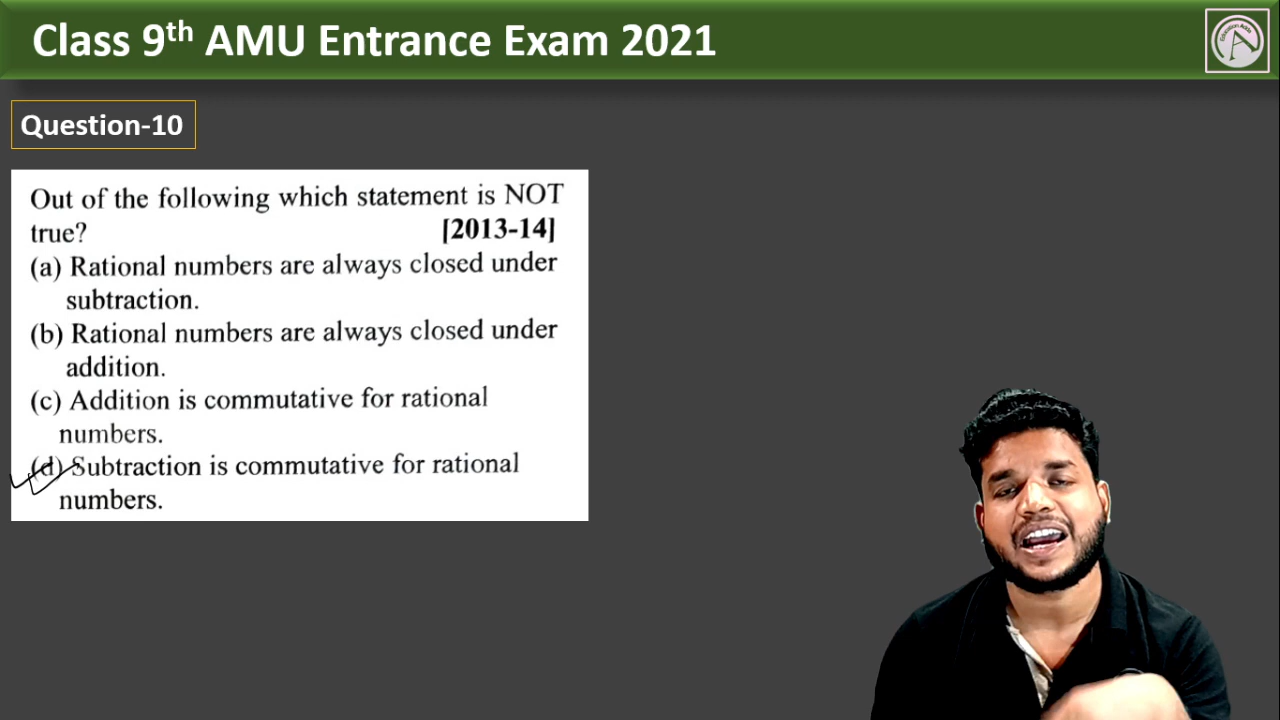 Class 9th AMU Entrance Exam 2021
A
Question-10
Out of the following which statement is NOT
true? [2013-14]
(a) Rational numbers are always closed under
subtraction.
(b) Rational numbers are always closed under
addition.
(c) Addition is commutative for rational
numbers.
(d) Subtraction is commutative for rational
numbers.